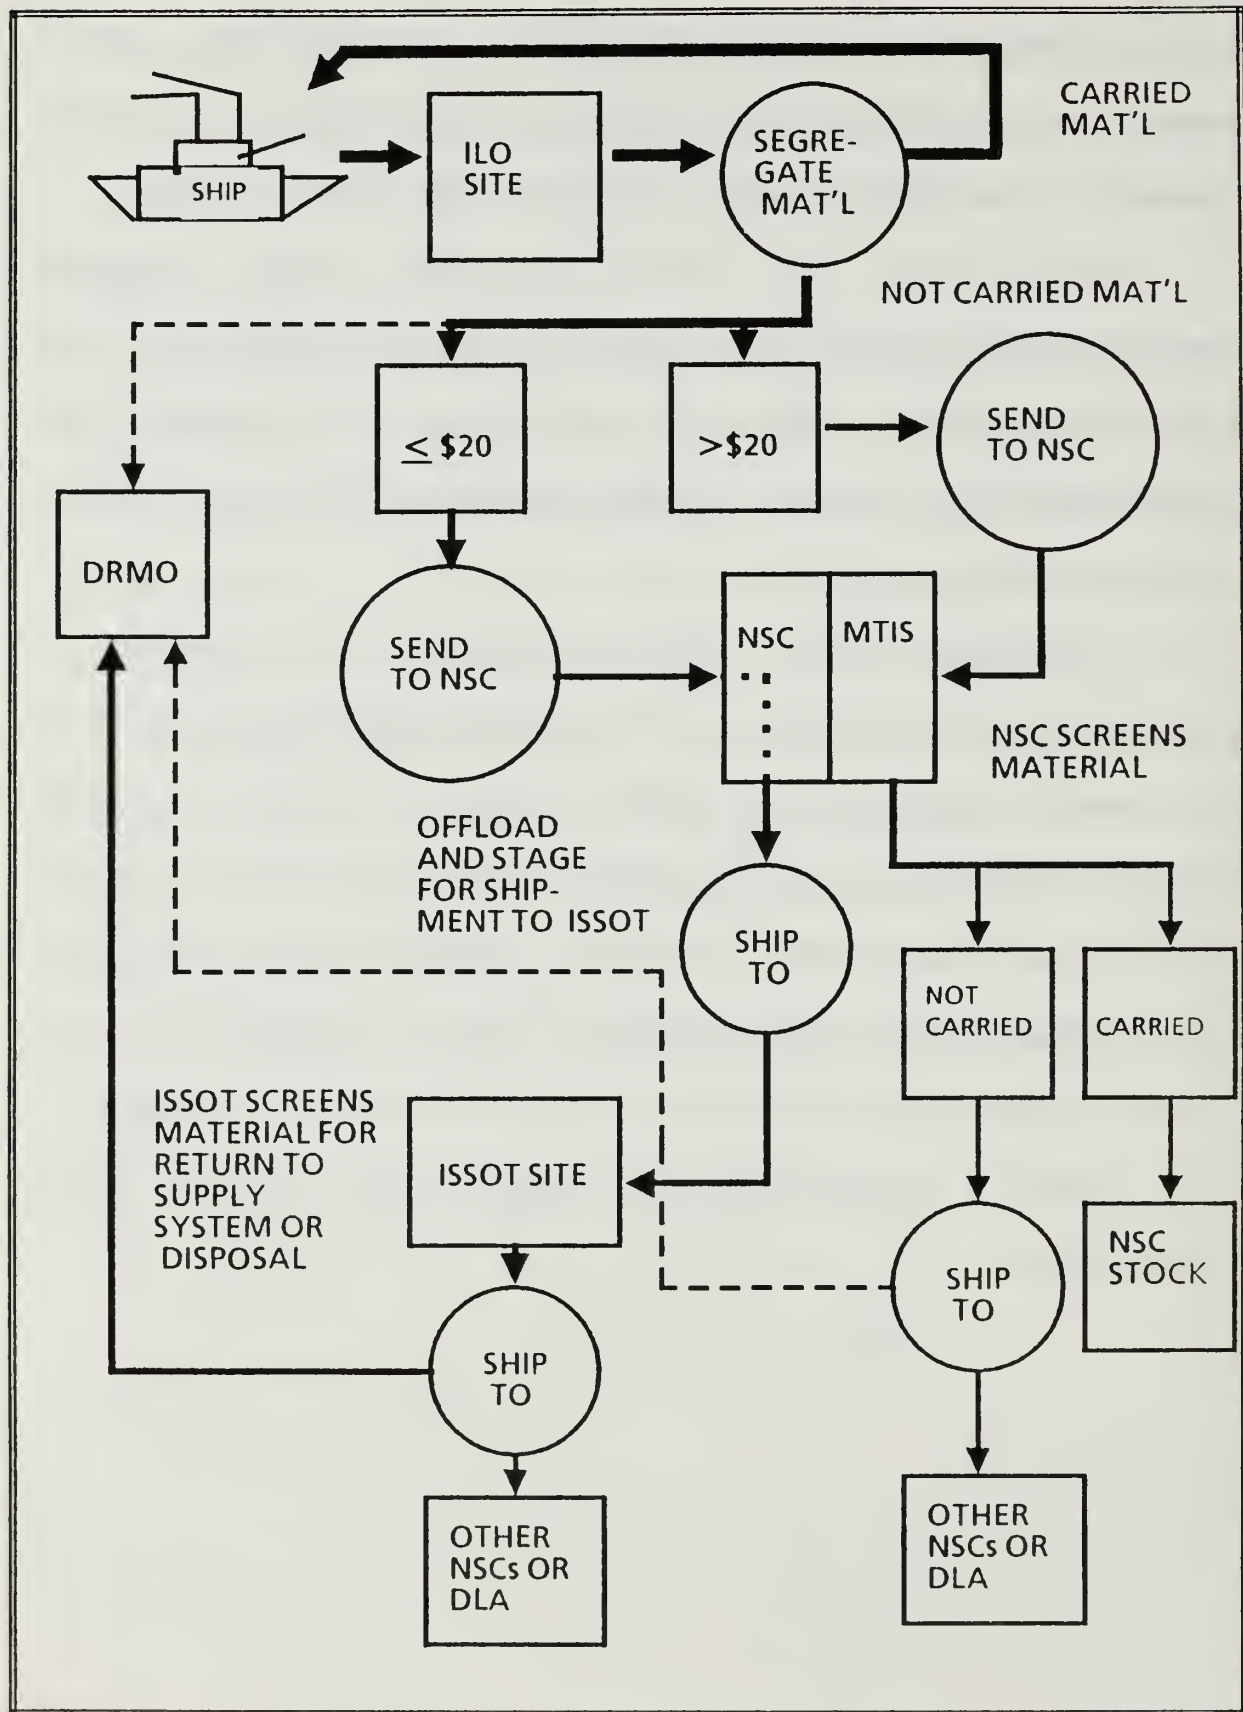 CARRIED
MAT'L
SHIP
ILO
SITE
SEGRE-
GATE
MAT'L
NOT CARRIED MAT'L
≤ $20
>$20
SEND
TO NSC
DRMO
SEND
TO NSC
NSC
MTIS
NSC SCREENS
MATERIAL
OFFLOAD
AND STAGE
FOR SHIP-
MENT TO ISSOT
SHIP
TO
NOT
CARRIED
CARRIED
ISSOT SCREENS
MATERIAL FOR
RETURN TO
SUPPLY
SYSTEM OR
DISPOSAL
ISSOT SITE
SHIP
TO
NSC
STOCK
SHIP
TO
OTHER
NSCs OR
DLA
OTHER
NSCs OR
DLA